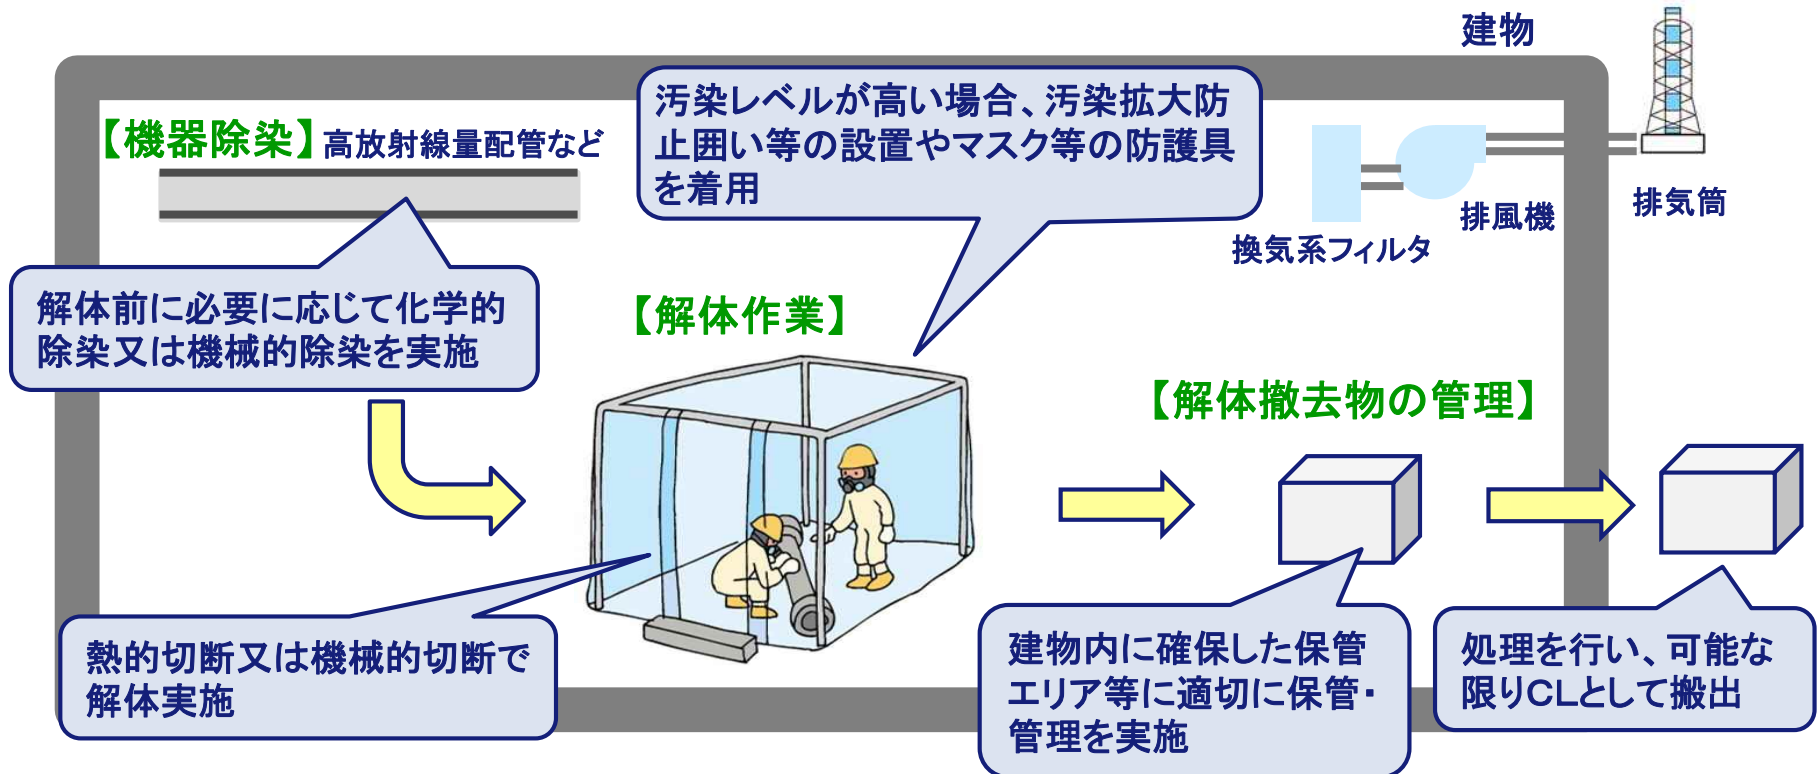 建物
汚染レベルが高い場合、汚染拡大防
止囲い等の設置やマスク等の防護具
を着用
【機器除染】高放射線量配管など
排気筒
排風機
換気系フィルタ
解体前に必要に応じて化学的
除染又は機械的除染を実施
【解体作業】
【解体撤去物の管理】
熱的切断又は機械的切断で
解体実施
建物内に確保した保管
エリア等に適切に保管・
管理を実施
処理を行い、可能な
限りCLとして搬出